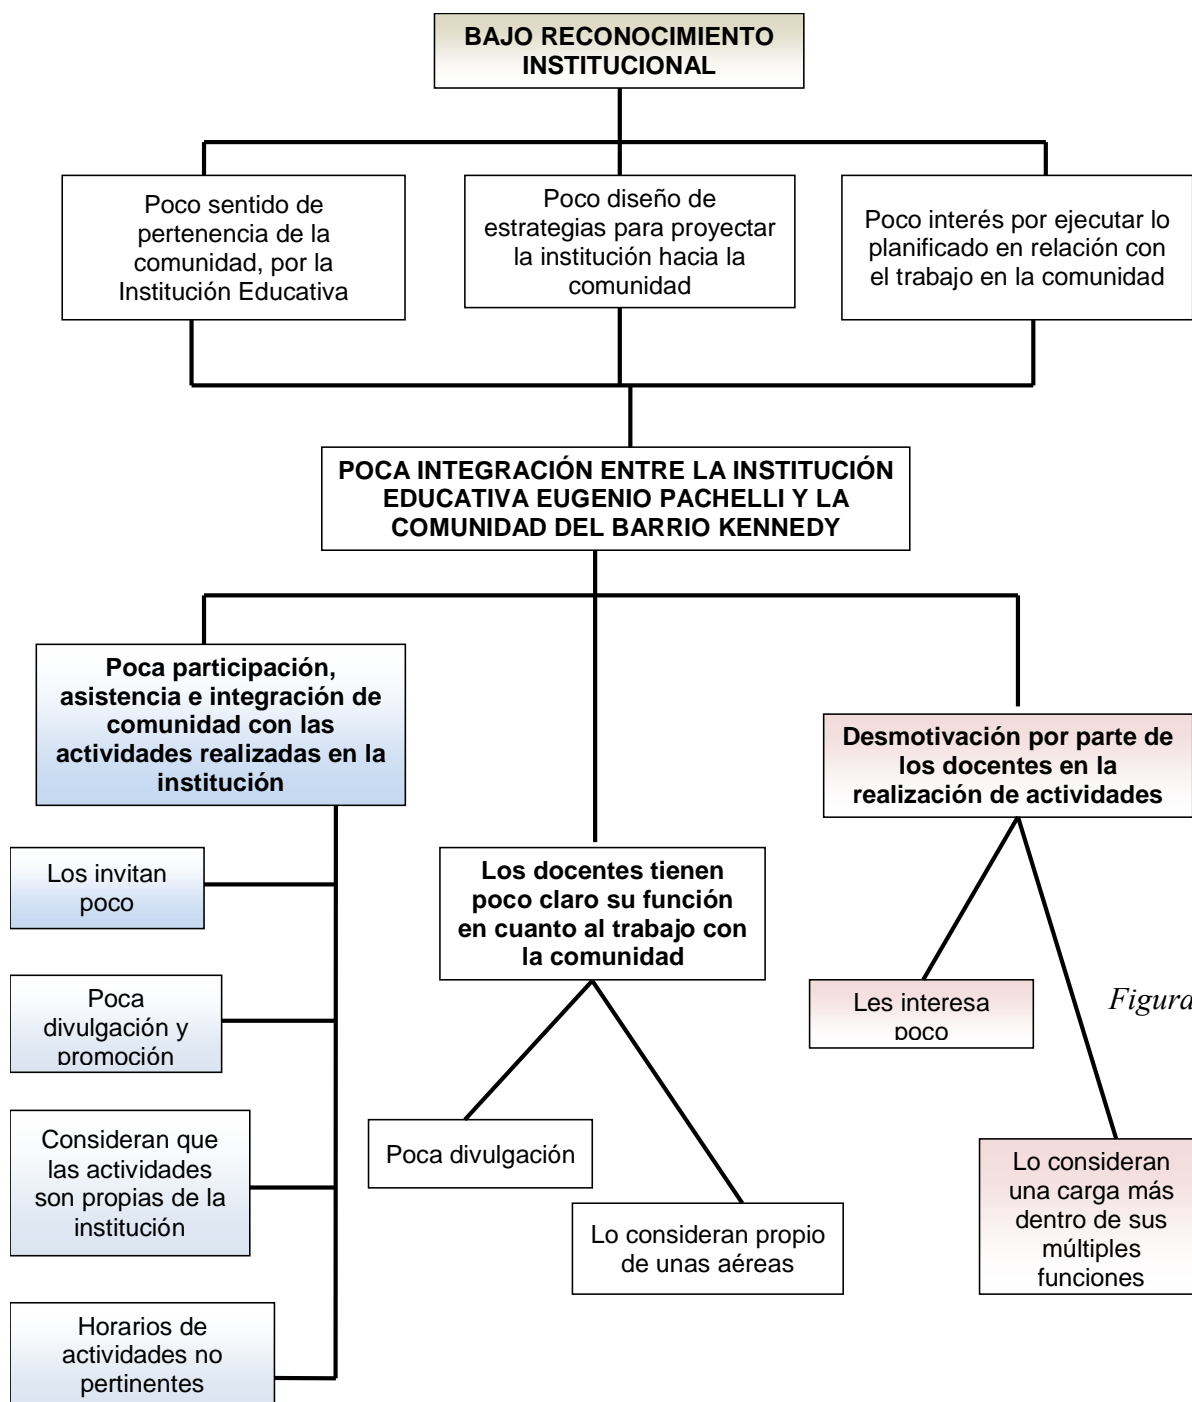 BAJO RECONOCIMIENTO
INSTITUCIONAL
Poco sentido de
pertenencia de la
comunidad, por la
Institución Educativa
Poco diseño de
estrategias para proyectar
la institución hacia la
comunidad
Poco interés por ejecutar lo
planificado en relación con
el trabajo en la comunidad
POCA INTEGRACIÓN ENTRE LA INSTITUCIÓN
EDUCATIVA EUGENIO PACHELLI Y LA
COMUNIDAD DEL BARRIO KENNEDY
Poca participación,
asistencia e integración de
comunidad con las
actividades realizadas en la
institución
Los invitan
poco
Poca
divulgación y
promoción
Consideran que
las actividades
son propias de la
institución
Horarios de
actividades no
pertinentes
Los docentes tienen
poco claro su función
en cuanto al trabajo con
la comunidad
Poca divulgación
Lo consideran propio
de unas aéreas
Desmotivación por parte de
los docentes en la
realización de actividades
Les interesa
poco
Lo consideran
una carga más
dentro de sus
múltiples
funciones
Figura